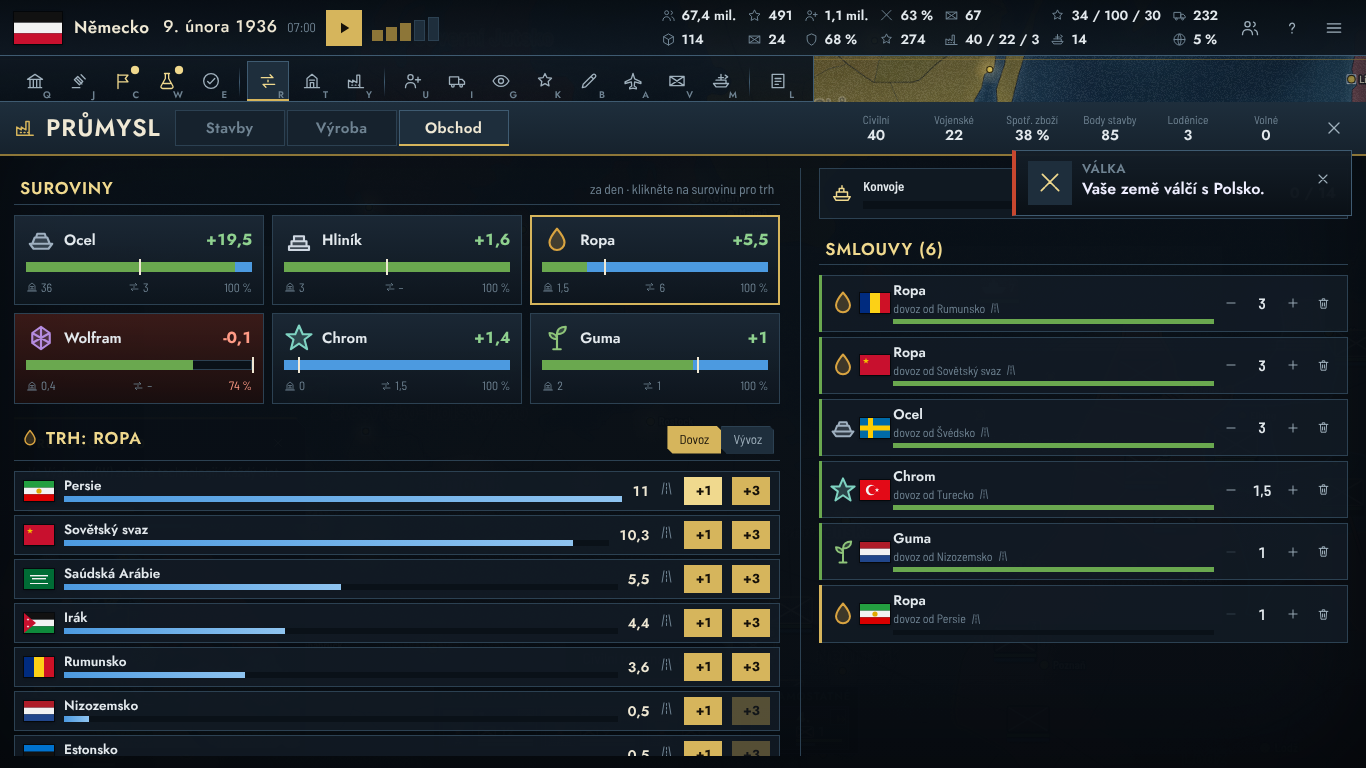 Německo 9. února 1936 07:00
67,4 mil. 491 1,1 mil. 63 % 67 34 / 100 / 30 232
114 24 68 % 274 40 / 22 / 3 14 5 %
?
Q J C W E R T Y U I G K B A V M L
PRŮMYSL Stavby Výroba Obchod
Civilní Vojenské Spotř. zboží Body stavby Loděnice Volné
40 22 38 % 85 3 0
SUROVINY za den · klikněte na surovinu pro trh
Ocel +19,5 Hliník +1,6 Ropa +5,5
36 3 100 % 3 – 100 % 1,5 6 100 %
Wolfram -0,1 Chrom +1,4 Guma +1
0,4 – 74 % 0 1,5 100 % 2 1 100 %
TRH: ROPA Dovoz Vývoz
Persie 11 +1 +3
Sovětský svaz 10,3 +1 +3
Saúdská Arábie 5,5 +1 +3
Irák 4,4 +1 +3
Rumunsko 3,6 +1 +3
Nizozemsko 0,5 +1 +3
Estonsko 0,5 +1 +3
Konvoje
VÁLKA
Vaše země válčí s Polsko.
SMLOUVY (6)
Ropa
dovoz od Rumunsko − 3 +
Ropa
dovoz od Sovětský svaz − 3 +
Ocel
dovoz od Švédsko − 3 +
Chrom
dovoz od Turecko − 1,5 +
Guma
dovoz od Nizozemsko − 1 +
Ropa
dovoz od Persie − 1 +